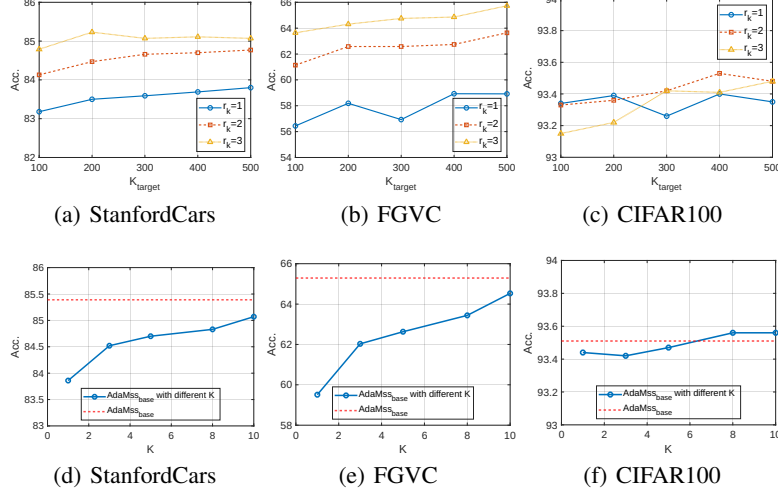 86
85
84
83
82
Acc.
100 200 300 400 500
K_target
r_k=1
r_k=2
r_k=3
(a) StanfordCars
66
64
62
60
58
56
54
Acc.
100 200 300 400 500
K_target
r_k=1
r_k=2
r_k=3
(b) FGVC
94
93.8
93.6
93.4
93.2
93
Acc.
100 200 300 400 500
K_target
r_k=1
r_k=2
r_k=3
(c) CIFAR100
86
85.5
85
84.5
84
83.5
83
Acc.
0 2 4 6 8 10
K
AdaMss_base with different K
AdaMss_base
(d) StanfordCars
66
64
62
60
58
Acc.
0 2 4 6 8 10
K
AdaMss_base with different K
AdaMss_base
(e) FGVC
94
93.8
93.6
93.4
93.2
93
Acc.
0 2 4 6 8 10
K
AdaMss_base with different K
AdaMss_base
(f) CIFAR100